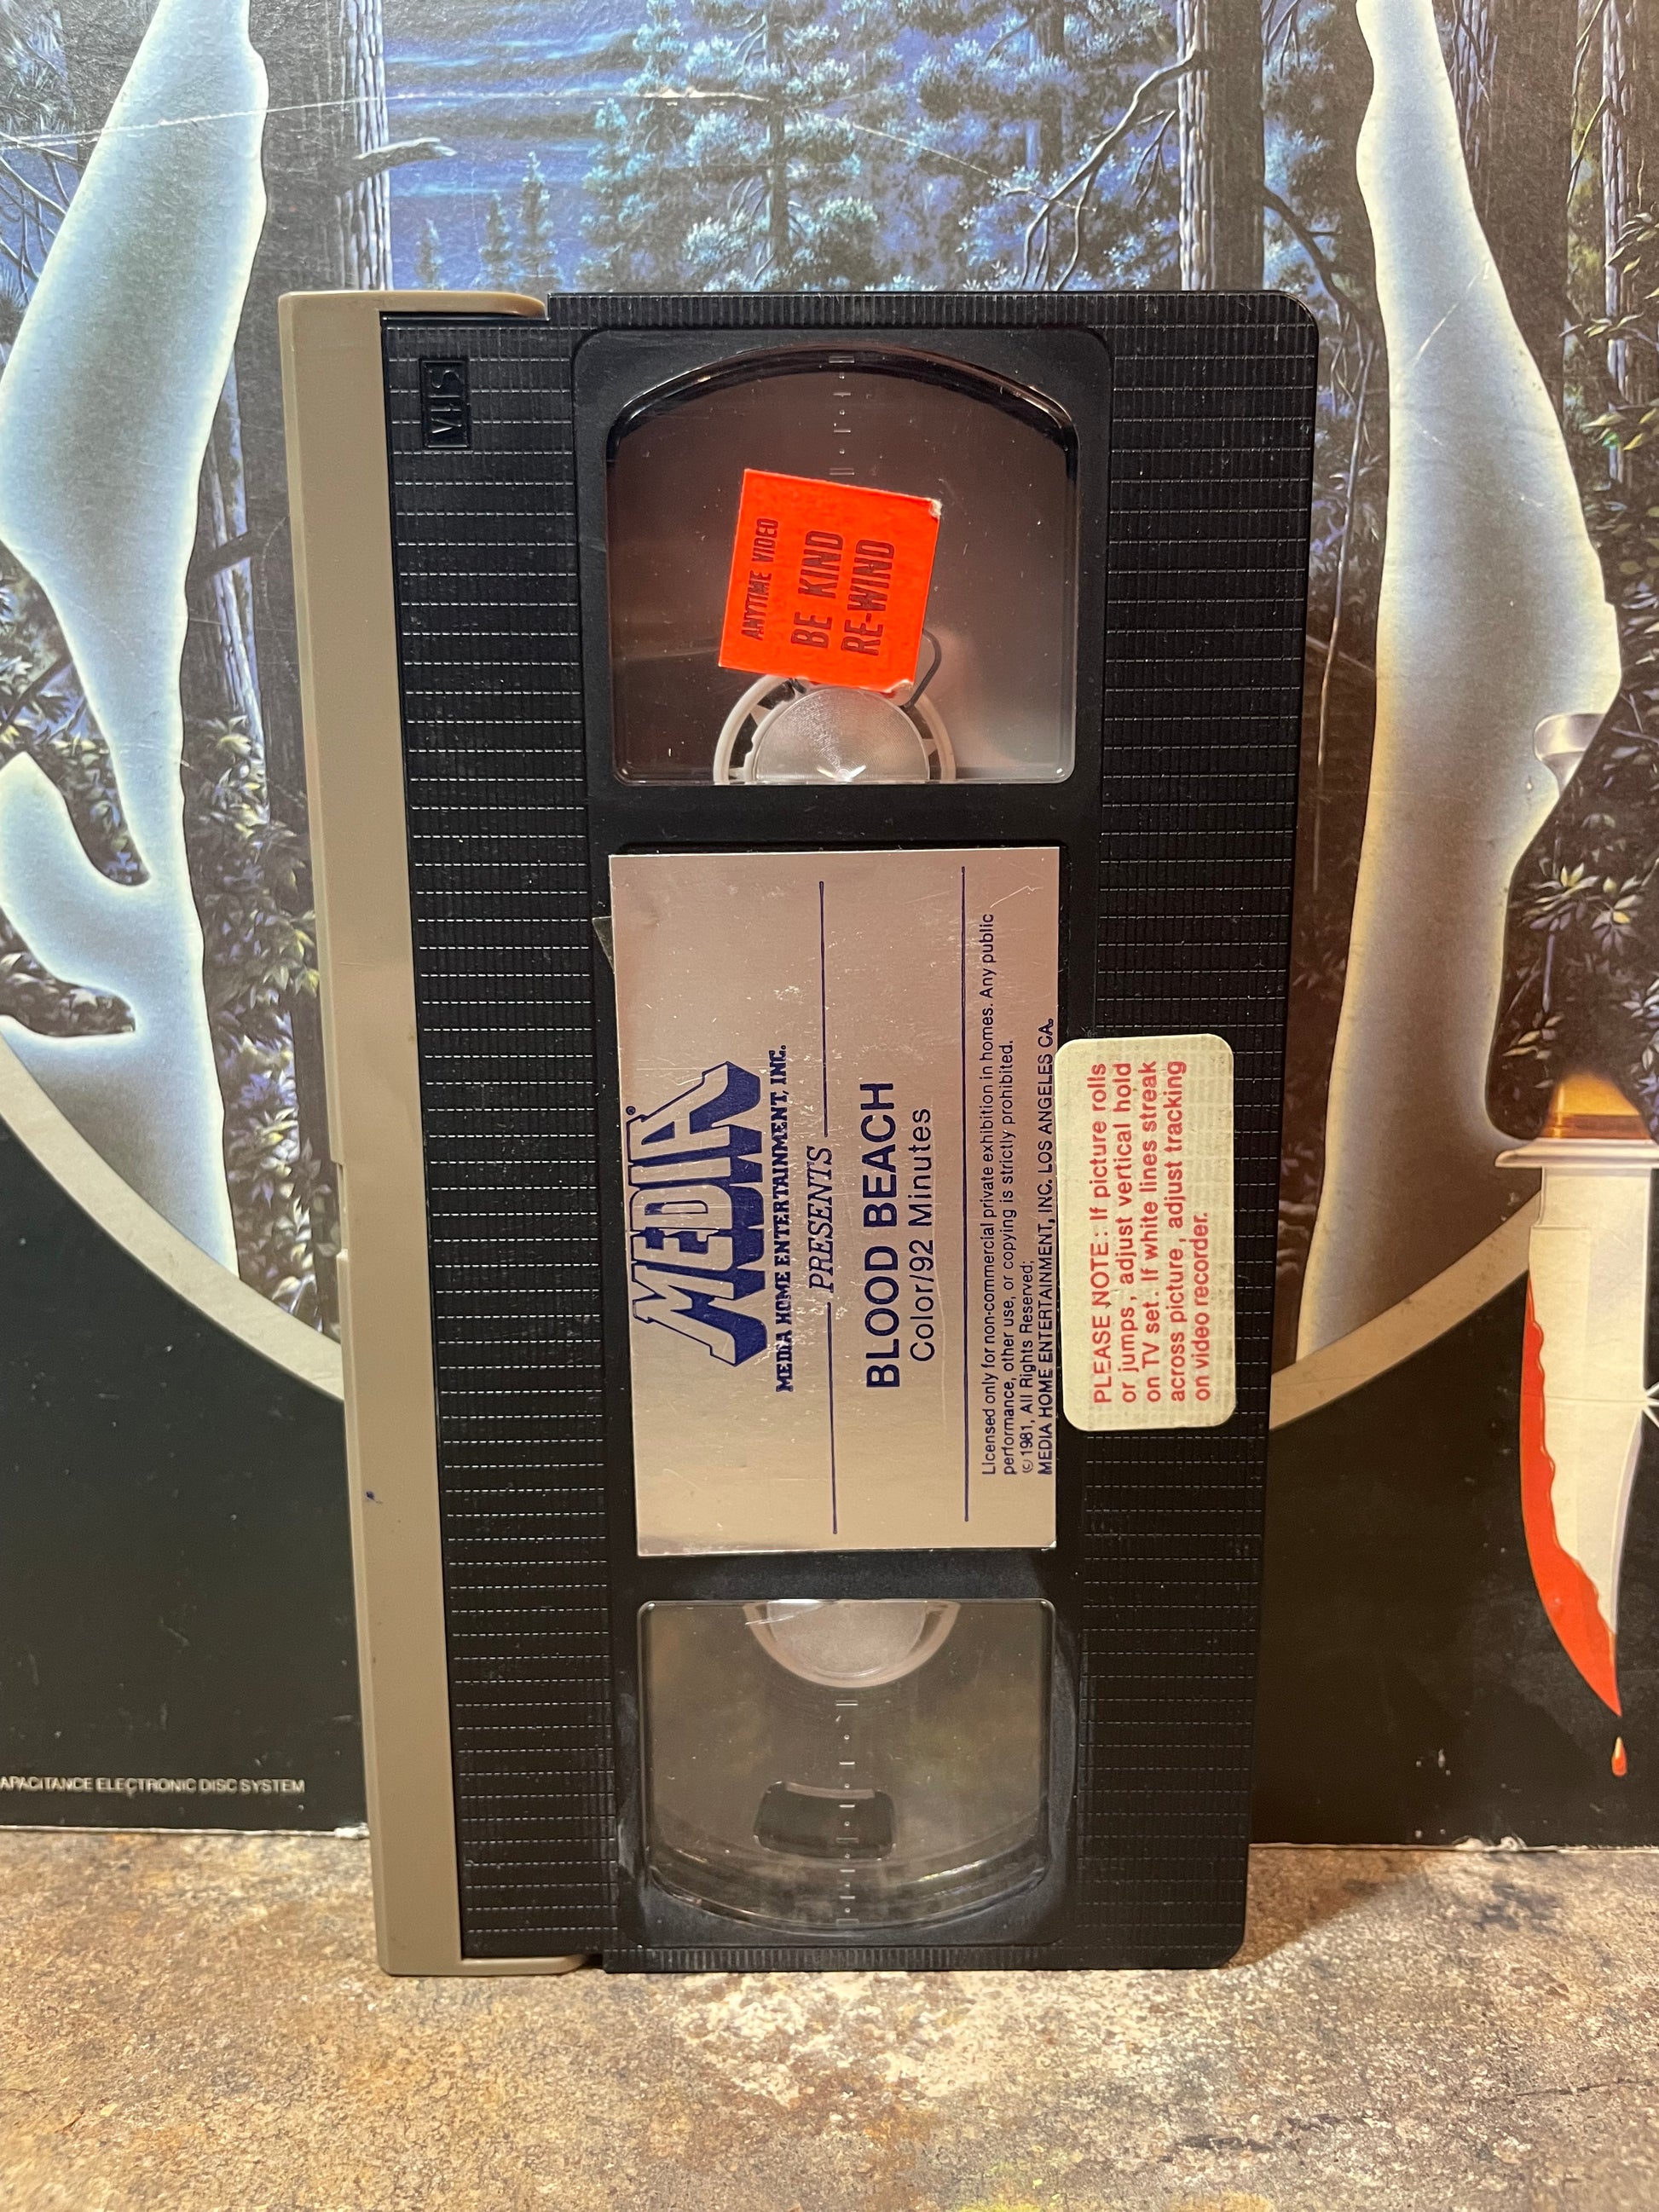 VHS
ANYTIME VIDEO
BE KIND
RE-WIND
MEDIA®
MEDIA HOME ENTERTAINMENT, INC.
PRESENTS
BLOOD BEACH
Color/92 Minutes
Licensed only for non-commercial private exhibition in homes. Any public
performance, other use, or copying is strictly prohibited.
© 1981, All Rights Reserved;
MEDIA HOME ENTERTAINMENT, INC. LOS ANGELES CA.
PLEASE NOTE: If picture rolls
or jumps, adjust vertical hold
on TV set. If white lines streak
across picture, adjust tracking
on video recorder.
APACITANCE ELECTRONIC DISC SYSTEM